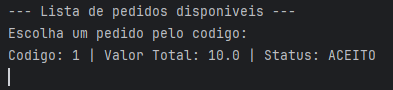 --- Lista de pedidos disponiveis ---
Escolha um pedido pelo codigo:
Codigo: 1 | Valor Total: 10.0 | Status: ACEITO